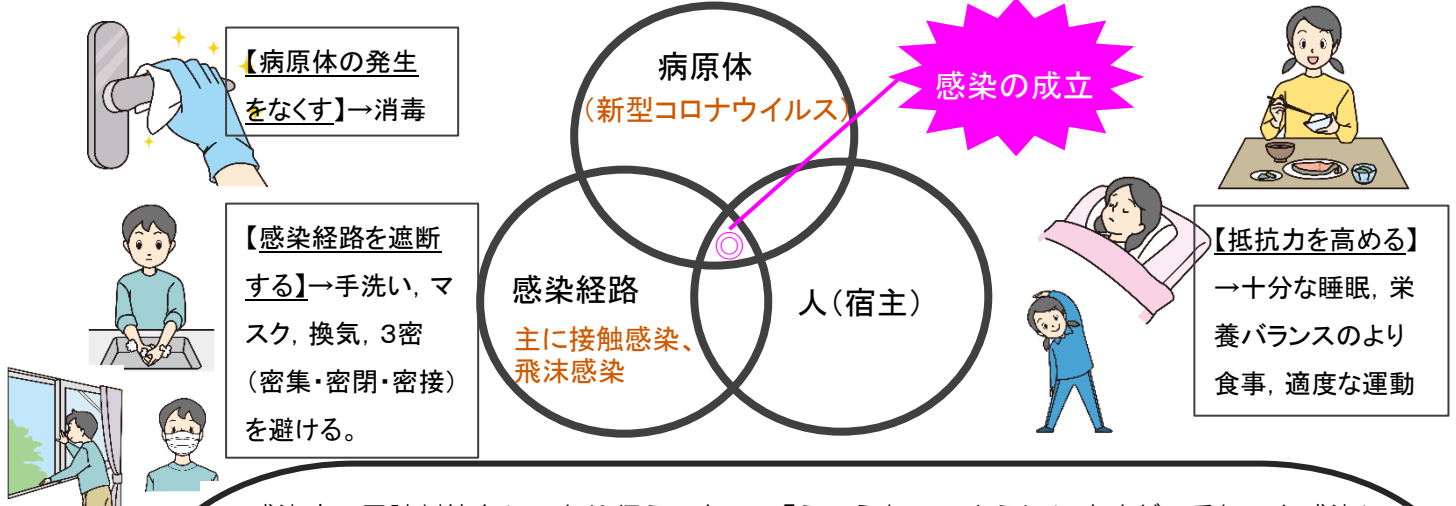 【病原体の発生
をなくす】→消毒
病原体
（新型コロナウイルス）
感染の成立
【感染経路を遮断
する】→手洗い，マ
スク，換気，３密
（密集・密閉・密接）
を避ける。
感染経路
主に接触感染、
飛沫感染
人（宿主）
【抵抗力を高める】
→十分な睡眠，栄
養バランスのより
食事，適度な運動